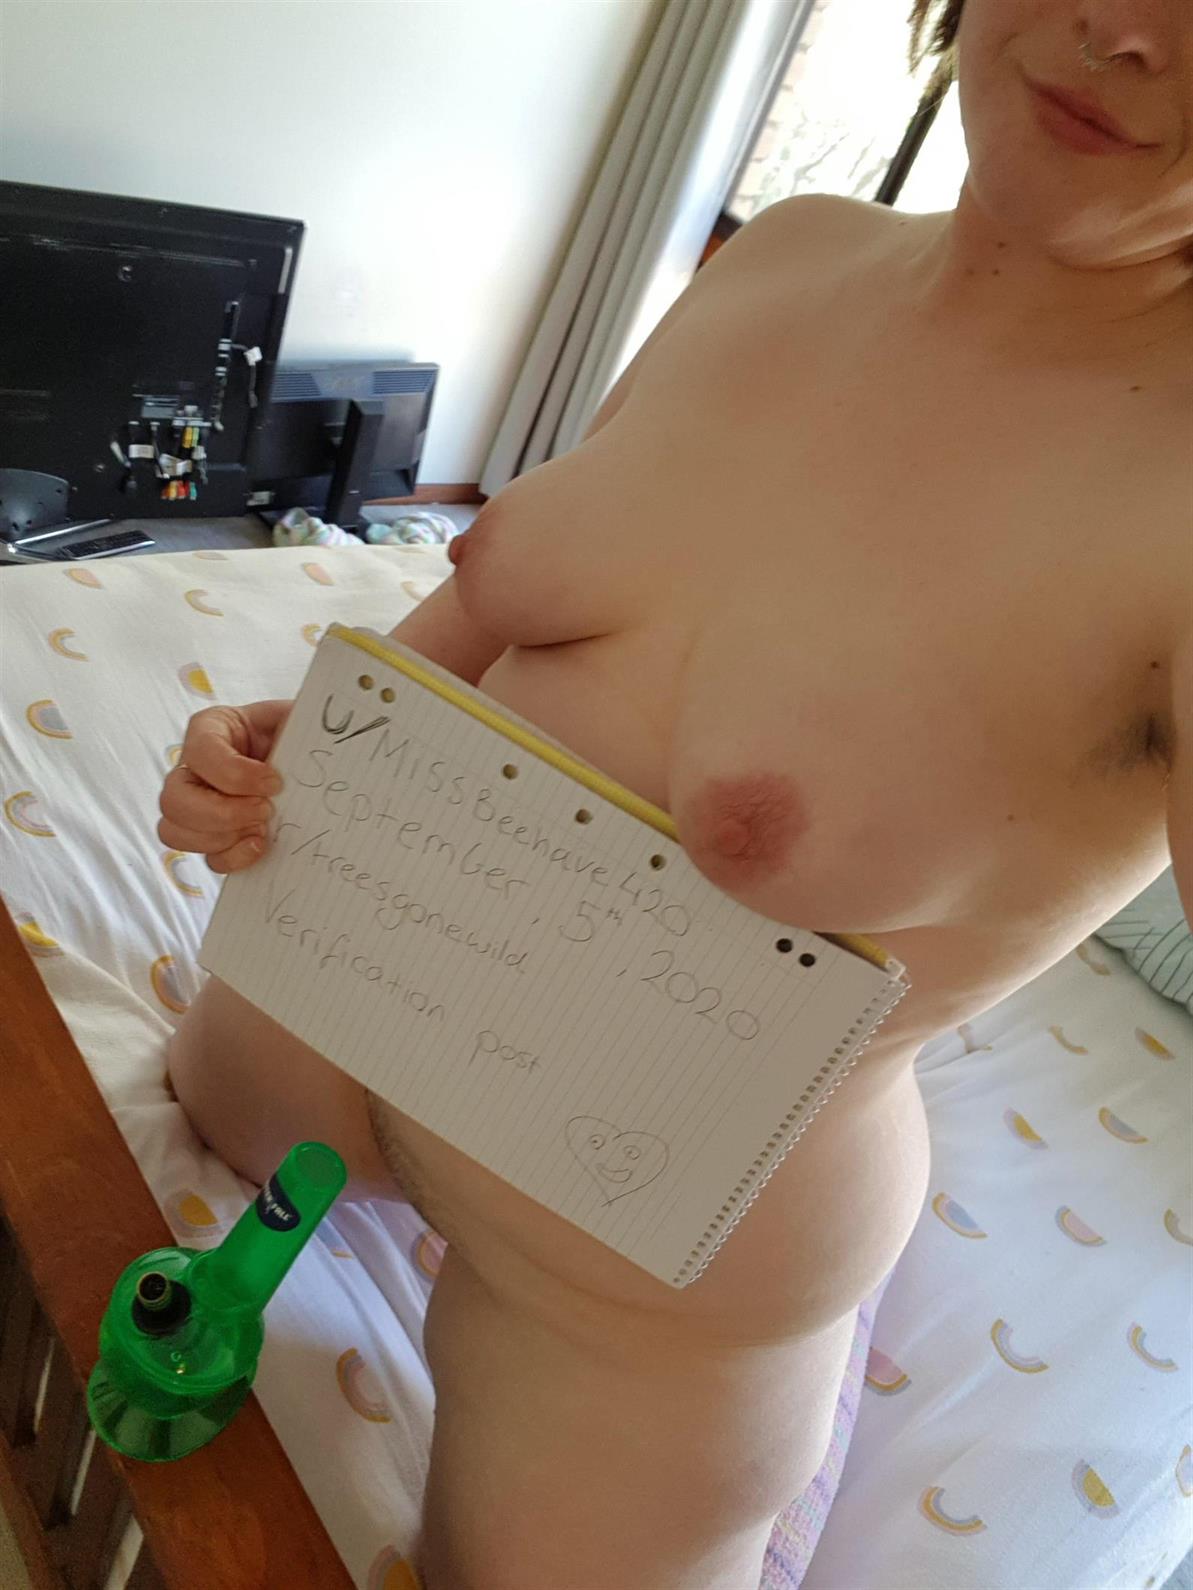 u/MissBeehave420
September, 5th, 2020
r/treesgonewild
Verification post